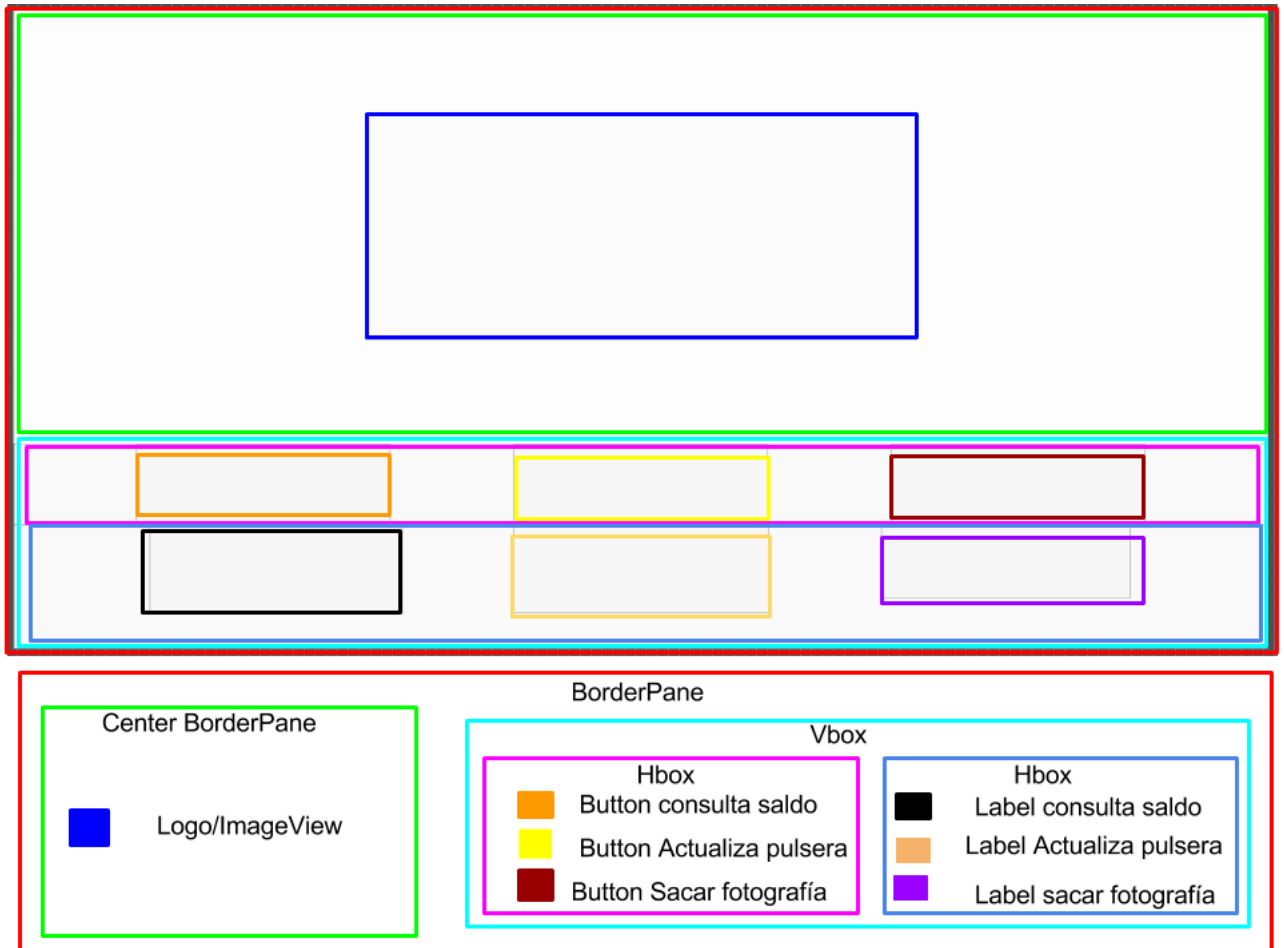 BorderPane
Center BorderPane
Vbox
Hbox
Hbox
Button consulta saldo
Label consulta saldo
Logo/ImageView
Button Actualiza pulsera
Label Actualiza pulsera
Button Sacar fotografía
Label sacar fotografía